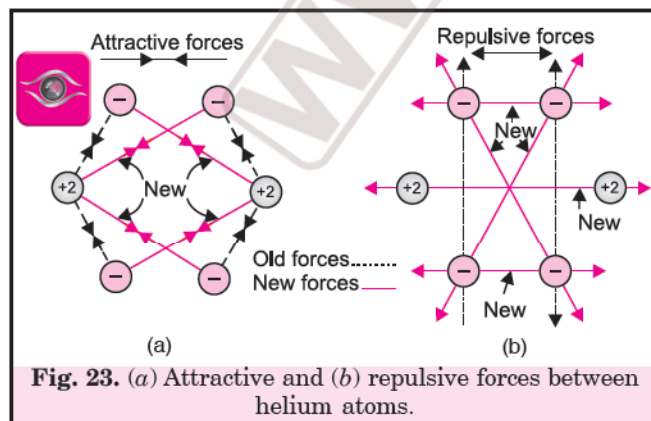 Attractive forces
Repulsive forces
− −
− −
New
+2 New +2
+2 +2
New
Old forces
New forces
− −
− −
New
(a) (b)
Fig. 23. (a) Attractive and (b) repulsive forces between
helium atoms.